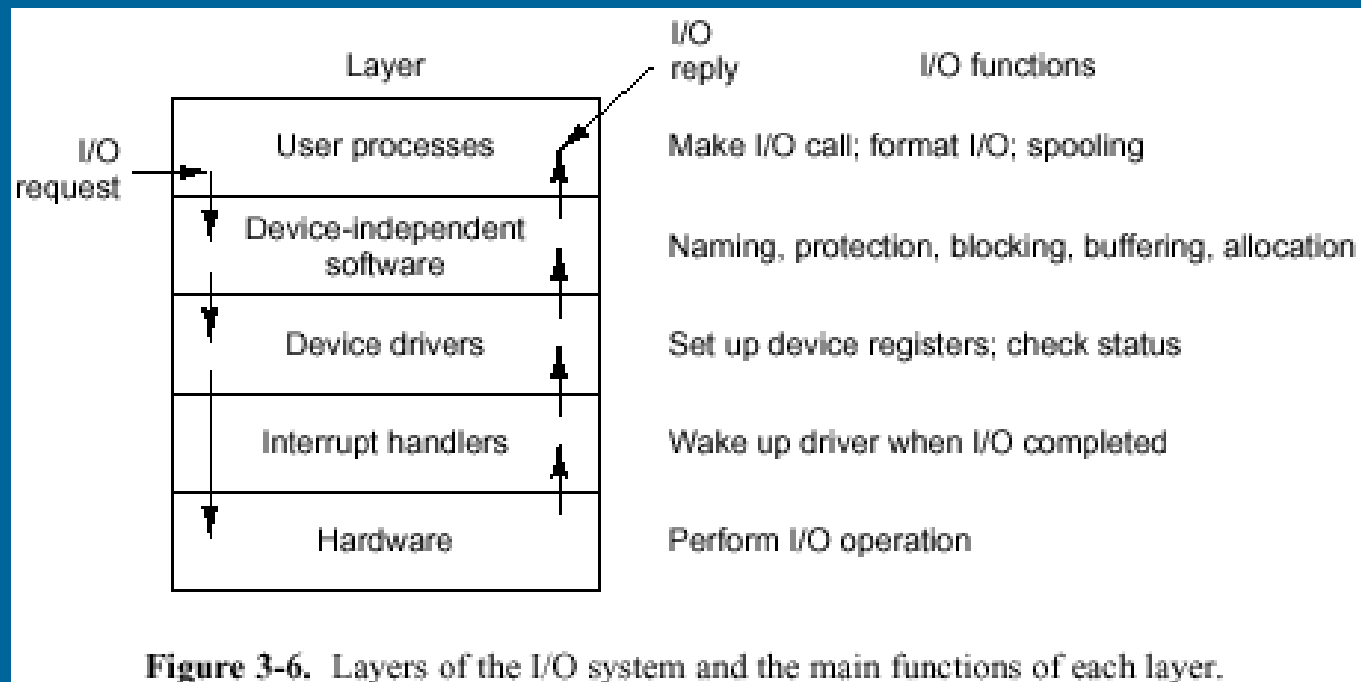 Layer
I/O
reply
I/O functions
I/O
request
User processes
Make I/O call; format I/O; spooling
Device-independent
software
Naming, protection, blocking, buffering, allocation
Device drivers
Set up device registers; check status
Interrupt handlers
Wake up driver when I/O completed
Hardware
Perform I/O operation
Figure 3-6. Layers of the I/O system and the main functions of each layer.